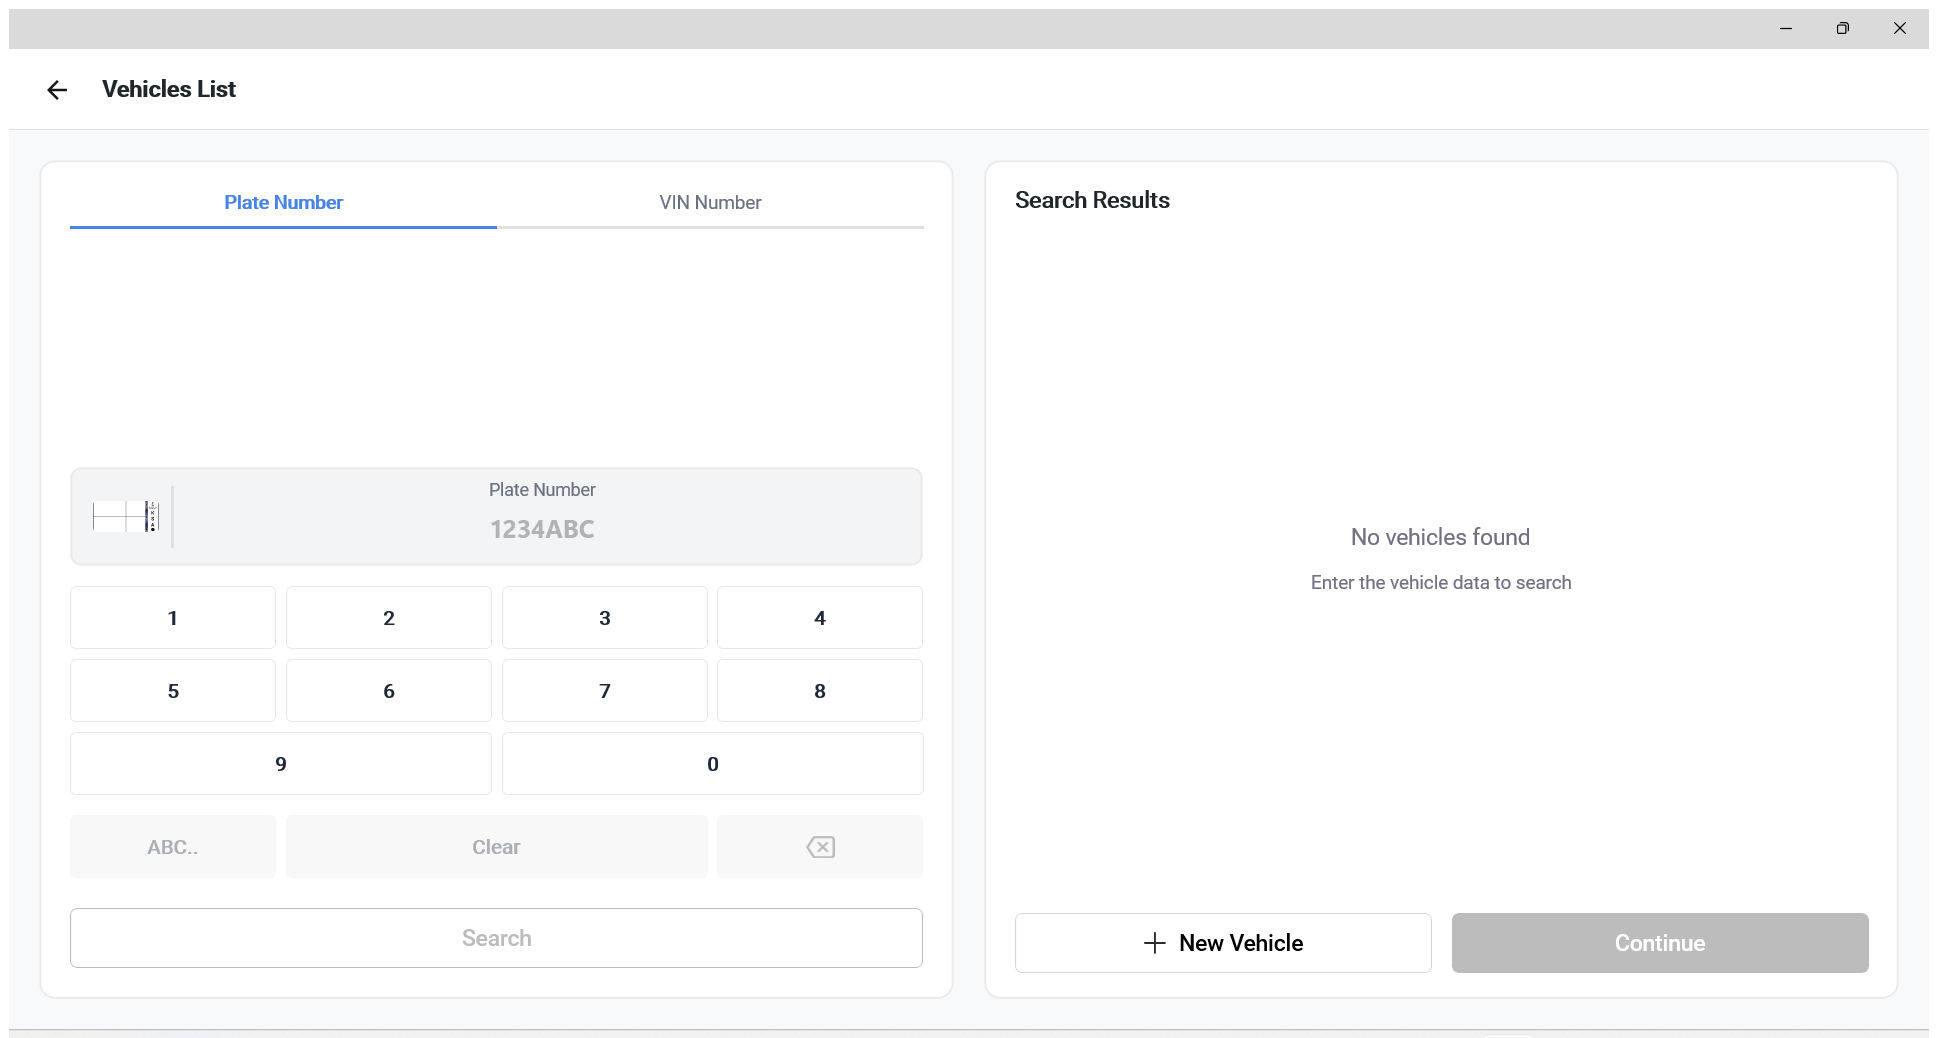 Vehicles List
Plate Number
VIN Number
Plate Number
1234ABC
1
2
3
4
5
6
7
8
9
0
ABC..
Clear
Search
Search Results
No vehicles found
Enter the vehicle data to search
New Vehicle
Continue